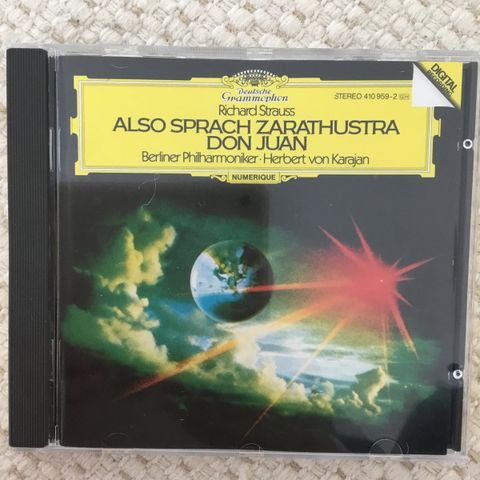 DIGITAL
Deutsche
Grammophon
STEREO 410 959-2
Richard Strauss
ALSO SPRACH ZARATHUSTRA
DON JUAN
Berliner Philharmoniker · Herbert von Karajan
NUMERIQUE